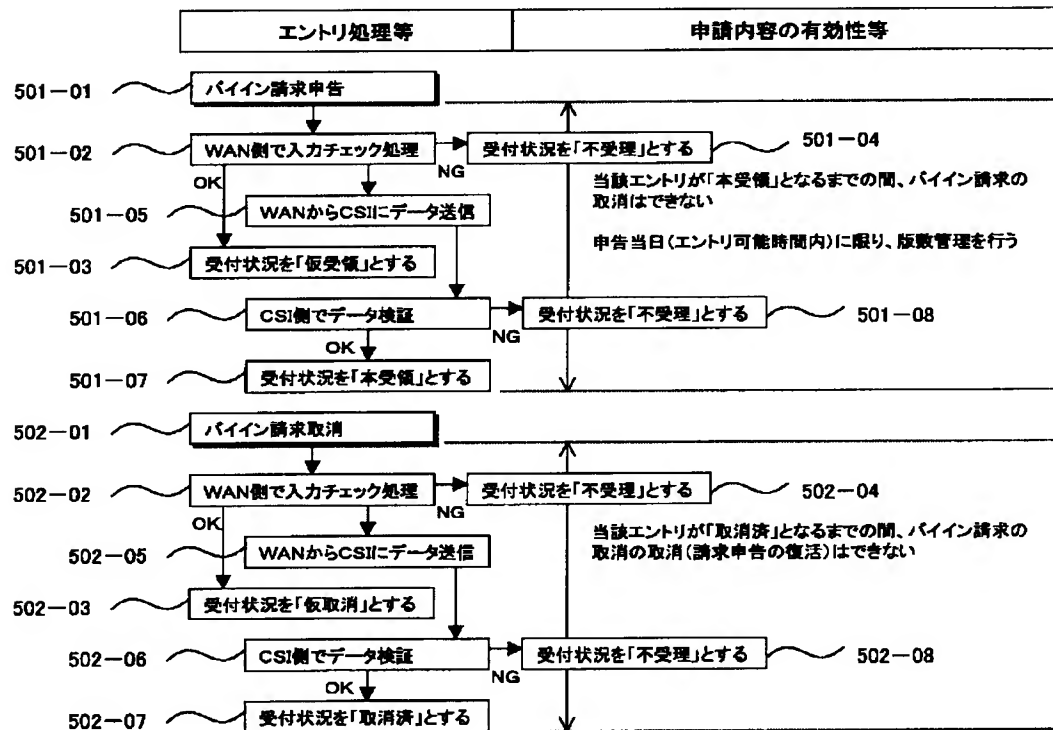 エントリ処理等
申請内容の有効性等
501－01
バイイン請求申告
501－02
WAN側で入力チェック処理
NG
受付状況を「不受理」とする
501－04
OK
当該エントリが「本受領」となるまでの間、バイイン請求の
取消はできない
501－05
WANからCSIにデータ送信
申告当日(エントリ可能時間内)に限り、版数管理を行う
501－03
受付状況を「仮受領」とする
501－06
CSI側でデータ検証
NG
受付状況を「不受理」とする
501－08
OK
501－07
受付状況を「本受領」とする
502－01
バイイン請求取消
502－02
WAN側で入力チェック処理
NG
受付状況を「不受理」とする
502－04
OK
当該エントリが「取消済」となるまでの間、バイイン請求の
取消の取消(請求申告の復活)はできない
502－05
WANからCSIにデータ送信
502－03
受付状況を「仮取消」とする
502－06
CSI側でデータ検証
NG
受付状況を「不受理」とする
502－08
OK
502－07
受付状況を「取消済」とする